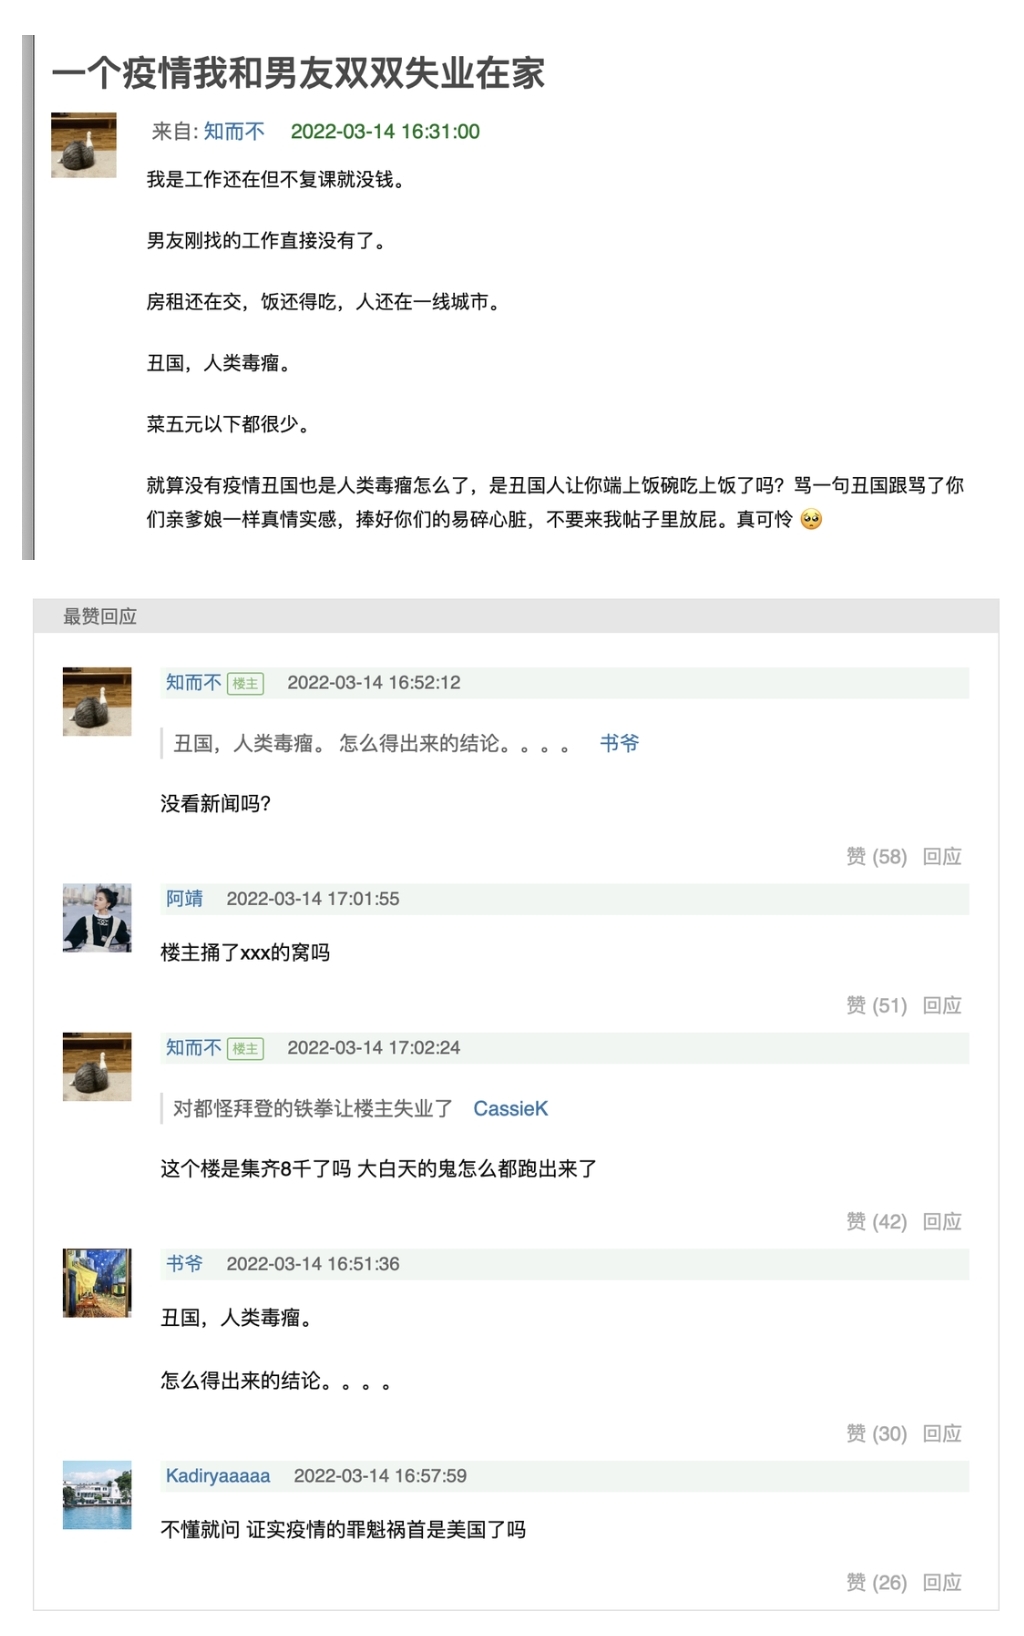 一个疫情我和男友双双失业在家
来自: 知而不 2022-03-14 16:31:00
我是工作还在但不复课就没钱。
男友刚找的工作直接没有了。
房租还在交，饭还得吃，人还在一线城市。
丑国，人类毒瘤。
菜五元以下都很少。
就算没有疫情丑国也是人类毒瘤怎么了，是丑国人让你端上饭碗吃上饭了吗？骂一句丑国跟骂了你
们亲爹娘一样真情实感，捧好你们的易碎心脏，不要来我帖子里放屁。真可怜 🥺
最赞回应
知而不 楼主 2022-03-14 16:52:12
丑国，人类毒瘤。 怎么得出来的结论。。。。 书爷
没看新闻吗？
赞 (58) 回应
阿靖 2022-03-14 17:01:55
楼主捅了xxx的窝吗
赞 (51) 回应
知而不 楼主 2022-03-14 17:02:24
对都怪拜登的铁拳让楼主失业了 CassieK
这个楼是集齐8千了吗 大白天的鬼怎么都跑出来了
赞 (42) 回应
书爷 2022-03-14 16:51:36
丑国，人类毒瘤。
怎么得出来的结论。。。。
赞 (30) 回应
Kadiryaaaaa 2022-03-14 16:57:59
不懂就问 证实疫情的罪魁祸首是美国了吗
赞 (26) 回应